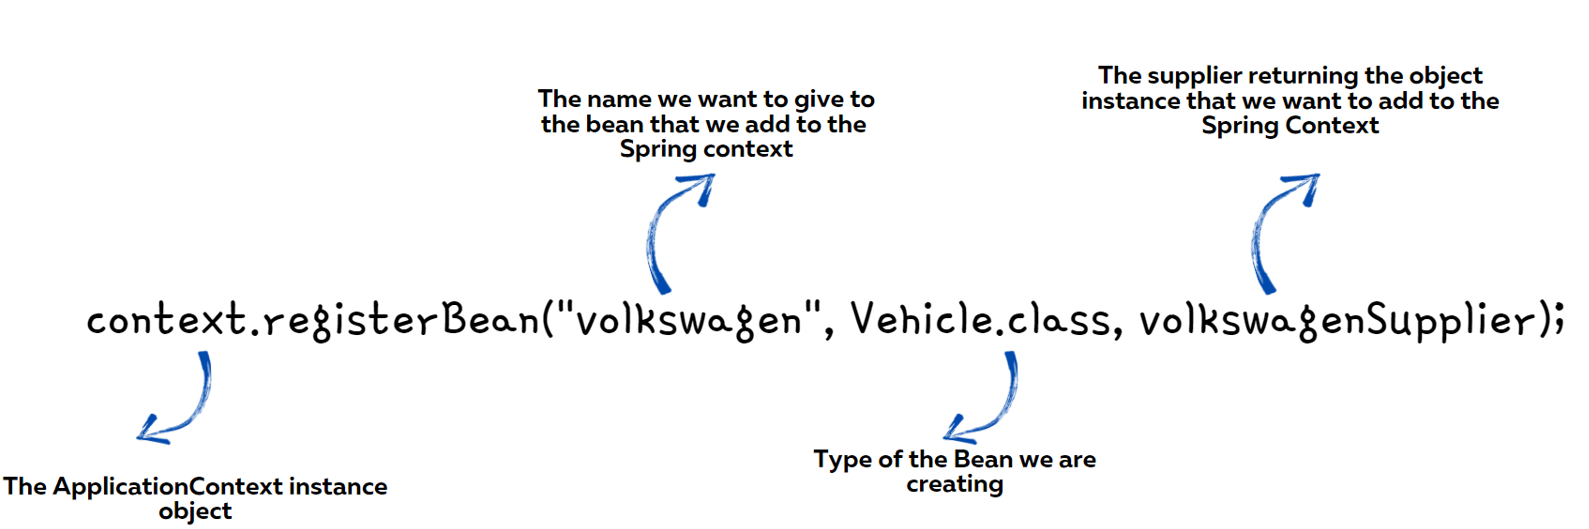 The supplier returning the object
instance that we want to add to the
Spring Context
The name we want to give to
the bean that we add to the
Spring context
context.registerBean("volkswagen", Vehicle.class, volkswagenSupplier);
The ApplicationContext instance
object
Type of the Bean we are
creating